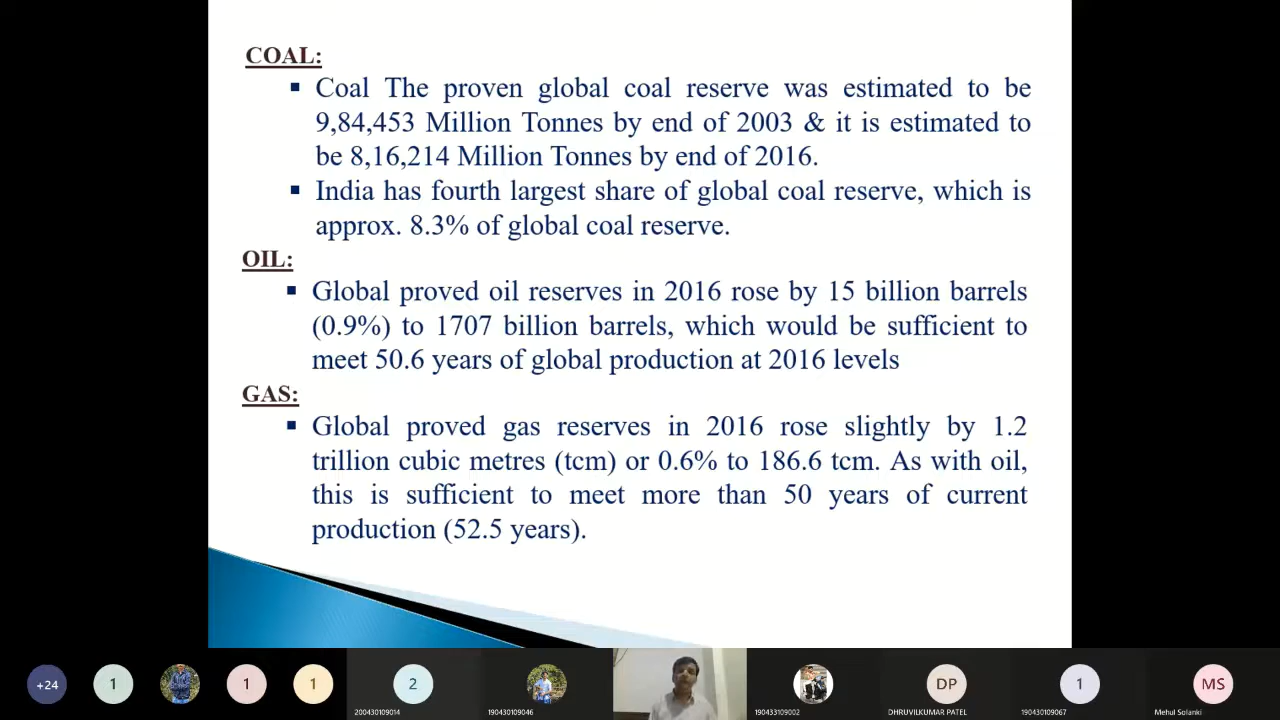 COAL:
▪ Coal The proven global coal reserve was estimated to be
9,84,453 Million Tonnes by end of 2003 & it is estimated to
be 8,16,214 Million Tonnes by end of 2016.
▪ India has fourth largest share of global coal reserve, which is
approx. 8.3% of global coal reserve.
OIL:
▪ Global proved oil reserves in 2016 rose by 15 billion barrels
(0.9%) to 1707 billion barrels, which would be sufficient to
meet 50.6 years of global production at 2016 levels
GAS:
▪ Global proved gas reserves in 2016 rose slightly by 1.2
trillion cubic metres (tcm) or 0.6% to 186.6 tcm. As with oil,
this is sufficient to meet more than 50 years of current
production (52.5 years).
+24 1 1 1 2 DP 1 MS
200430109014 190430109046 190433109002 DHRUVILKUMAR PATEL 190430109067 Mehul Solanki